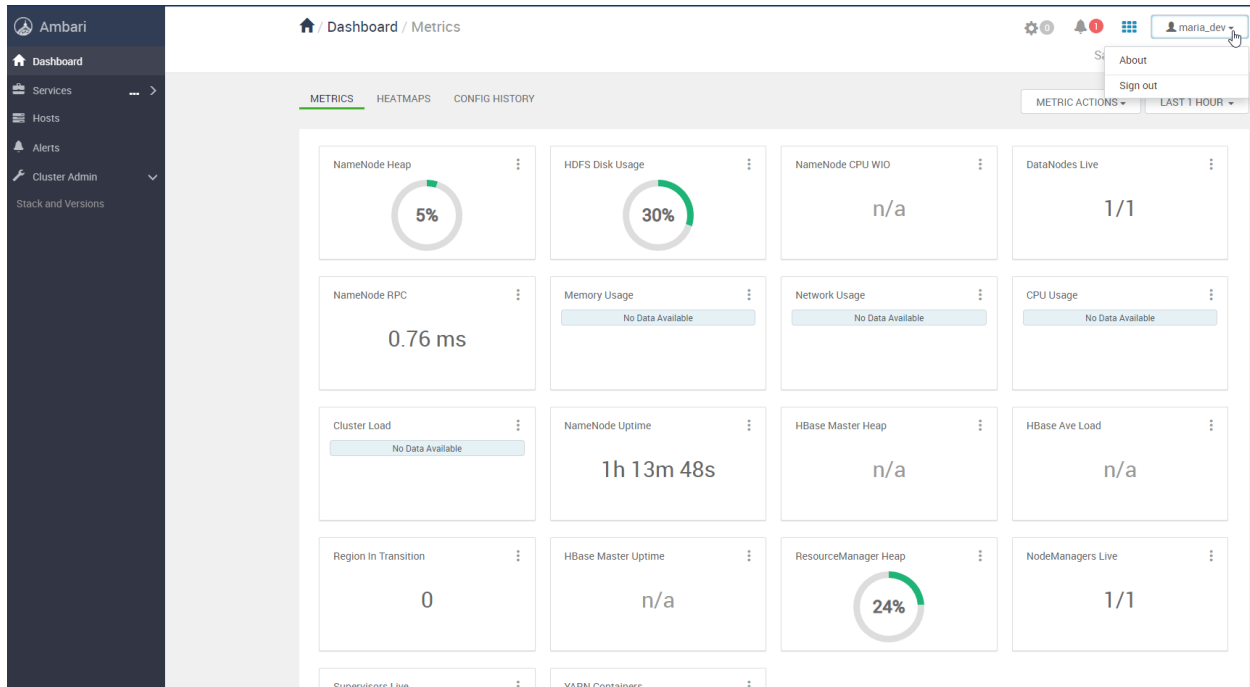 Ambari
/ Dashboard / Metrics
0
1
maria_dev
About
Sign out
Dashboard
Services ...
Hosts
Alerts
Cluster Admin
Stack and Versions
METRICS HEATMAPS CONFIG HISTORY
METRIC ACTIONS
LAST 1 HOUR
NameNode Heap
5%
HDFS Disk Usage
30%
NameNode CPU WIO
n/a
DataNodes Live
1/1
NameNode RPC
0.76 ms
Memory Usage
No Data Available
Network Usage
No Data Available
CPU Usage
No Data Available
Cluster Load
No Data Available
NameNode Uptime
1h 13m 48s
HBase Master Heap
n/a
HBase Ave Load
n/a
Region In Transition
0
HBase Master Uptime
n/a
ResourceManager Heap
24%
NodeManagers Live
1/1
Supervisors Live
YARN Containers